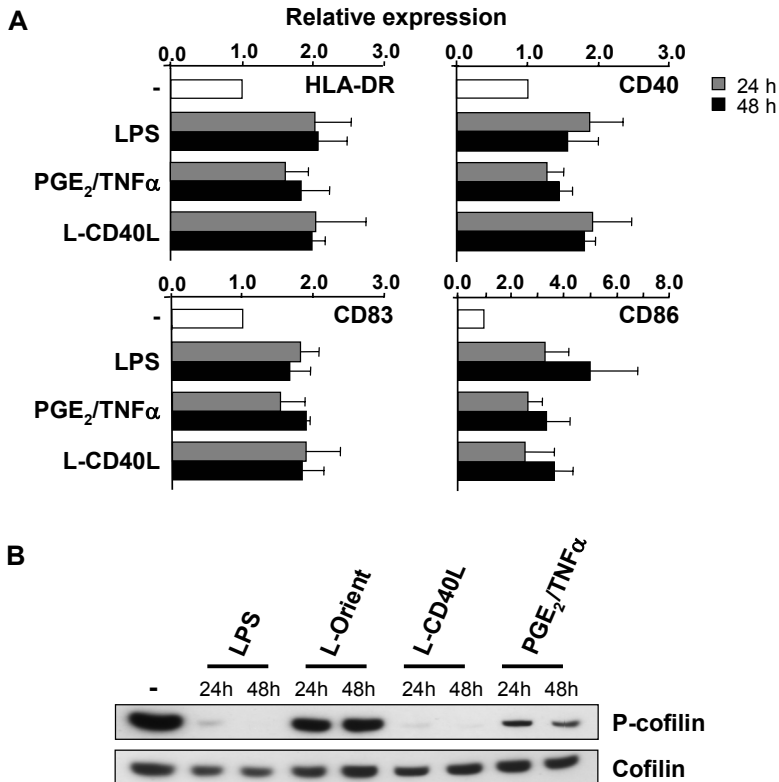 A
Relative expression
0.0 1.0 2.0 3.0
0.0 1.0 2.0 3.0
- HLA-DR
CD40
24 h
48 h
LPS
PGE₂/TNFα
L-CD40L
0.0 1.0 2.0 3.0
0.0 2.0 4.0 6.0 8.0
- CD83
CD86
LPS
PGE₂/TNFα
L-CD40L
B
LPS L-Orient L-CD40L PGE₂/TNFα
- 24h 48h 24h 48h 24h 48h 24h 48h
P-cofilin
Cofilin